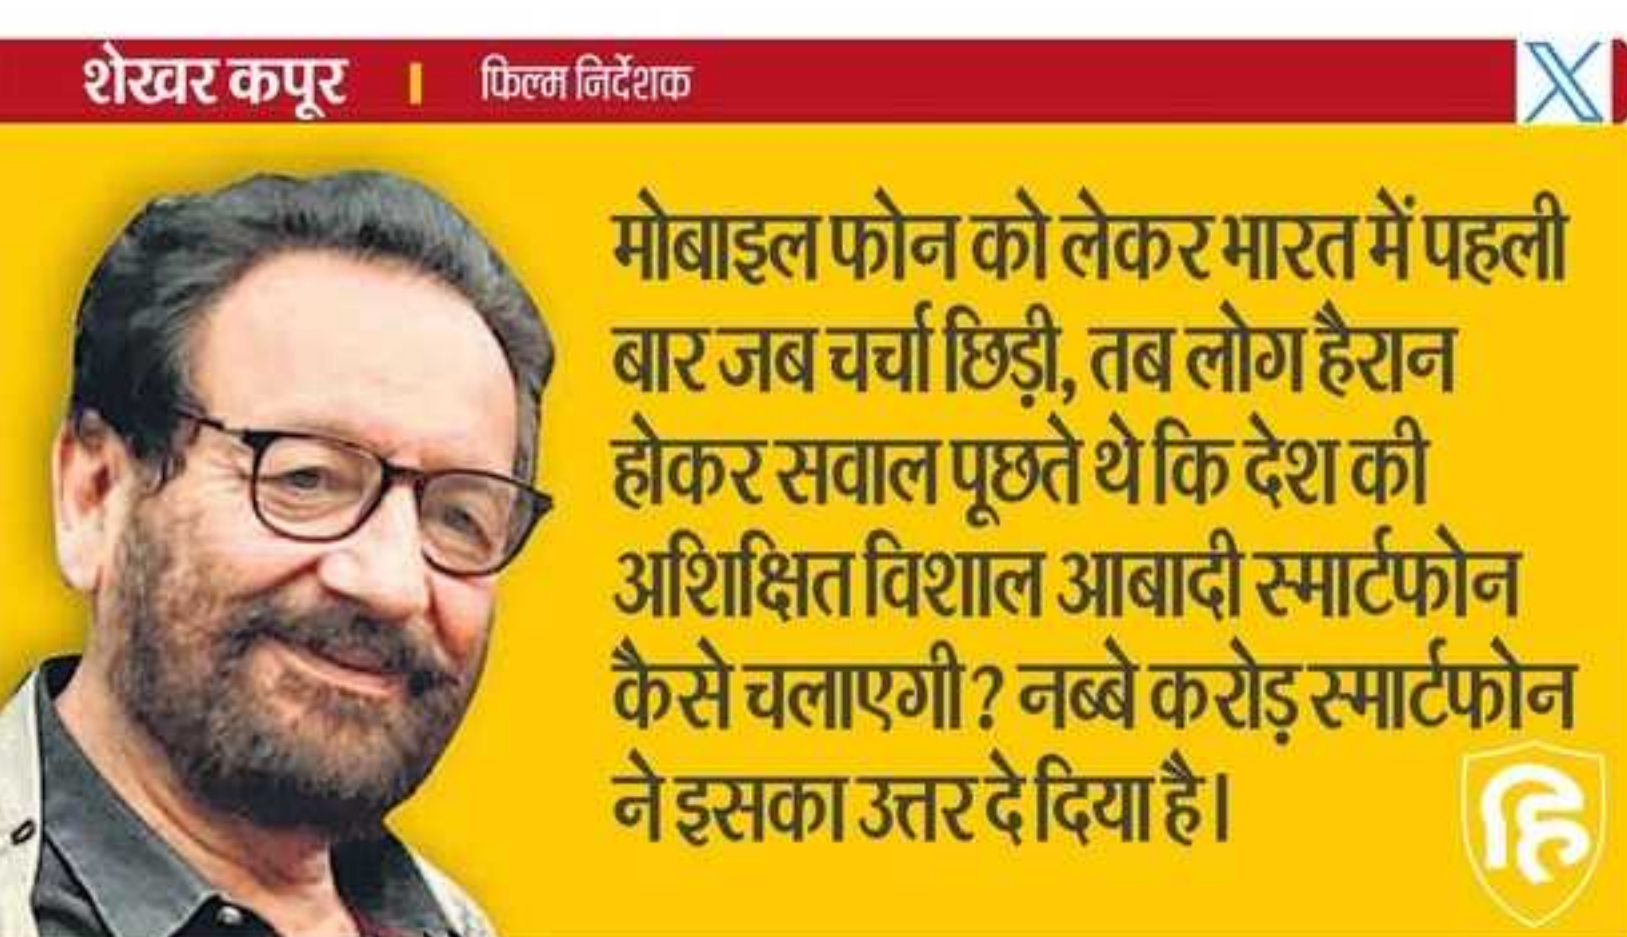 शेखर कपूर । फिल्म निर्देशक X
मोबाइल फोन को लेकर भारत में पहली
बार जब चर्चा छिड़ी, तब लोग हैरान
होकर सवाल पूछते थे कि देश की
अशिक्षित विशाल आबादी स्मार्टफोन
कैसे चलाएगी? नब्बे करोड़ स्मार्टफोन
ने इसका उत्तर दे दिया है।
हि